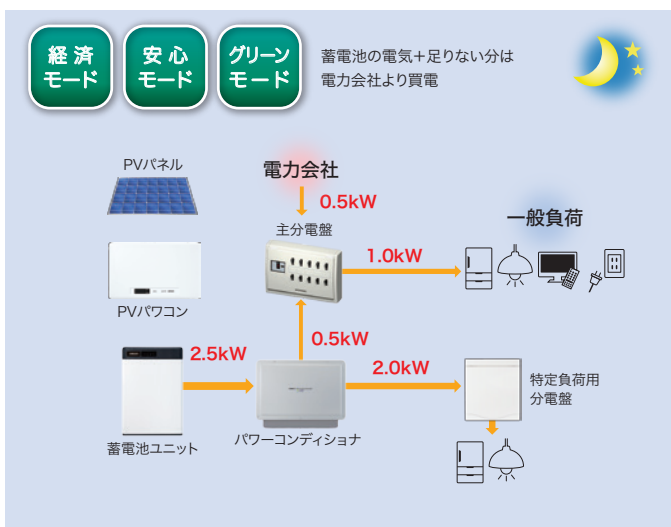 経済
モード
安心
モード
グリーン
モード
蓄電池の電気+足りない分は
電力会社より買電
PVパネル
電力会社
0.5kW
主分電盤
一般負荷
1.0kW
PVパワコン
0.5kW
2.5kW
2.0kW
特定負荷用
分電盤
蓄電池ユニット
パワーコンディショナ